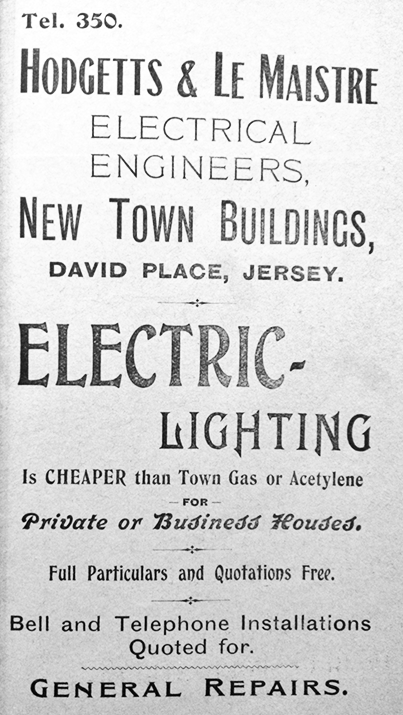 Tel. 350.
HODGETTS & LE MAISTRE
ELECTRICAL
ENGINEERS,
NEW TOWN BUILDINGS,
DAVID PLACE, JERSEY.
ELECTRIC-
LIGHTING
Is CHEAPER than Town Gas or Acetylene
– FOR –
Private or Business Houses.
Full Particulars and Quotations Free.
Bell and Telephone Installations
Quoted for.
GENERAL REPAIRS.